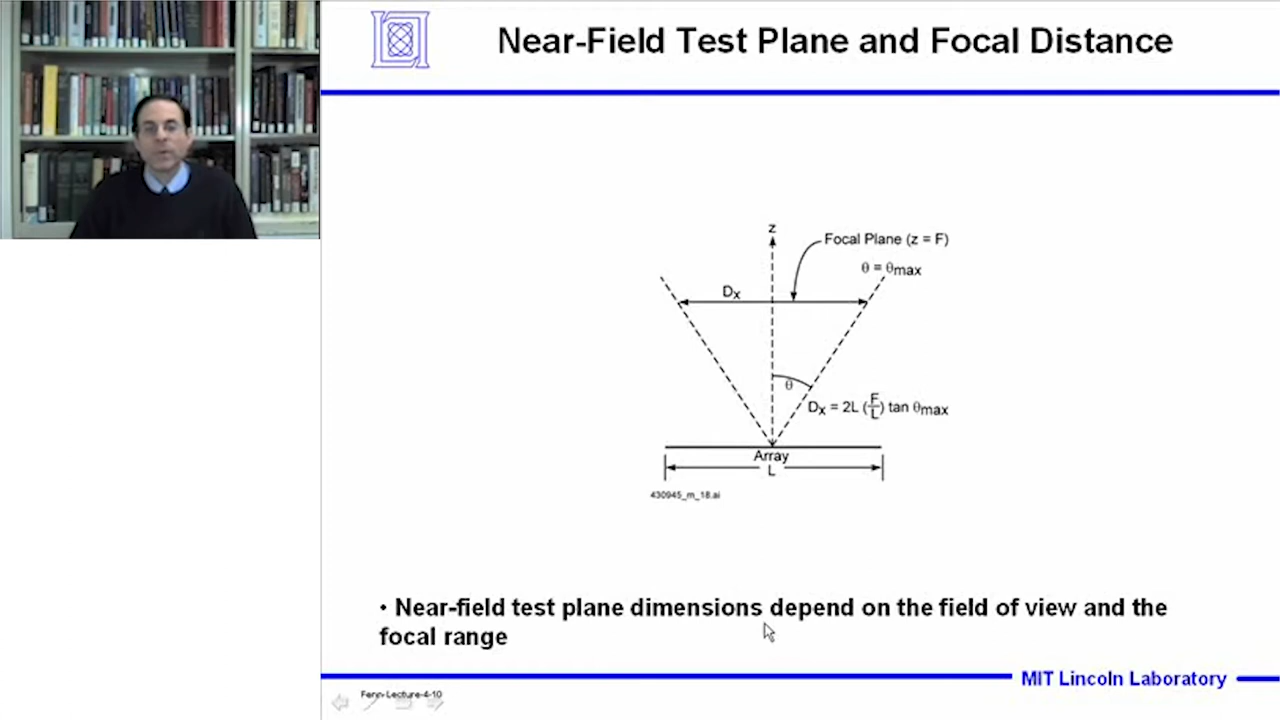 Near-Field Test Plane and Focal Distance
z
Focal Plane (z = F)
θ = θmax
Dx
θ
Dx = 2L (F/L) tan θmax
Array
L
430945_m_18.ai
• Near-field test plane dimensions depend on the field of view and the
focal range
MIT Lincoln Laboratory
Fenn-Lecture-4-10